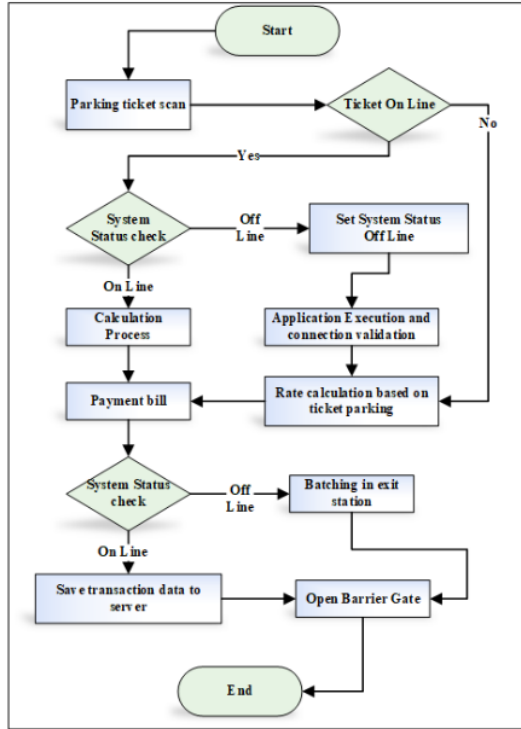 Start
Parking ticket scan
Ticket On Line
No
Yes
System
Status check
Off
Line
Set System Status
Off Line
On Line
Calculation
Process
Application Execution and
connection validation
Payment bill
Rate calculation based on
ticket parking
System Status
check
Off
Line
Batching in exit
station
On Line
Save transaction data to
server
Open Barrier Gate
End